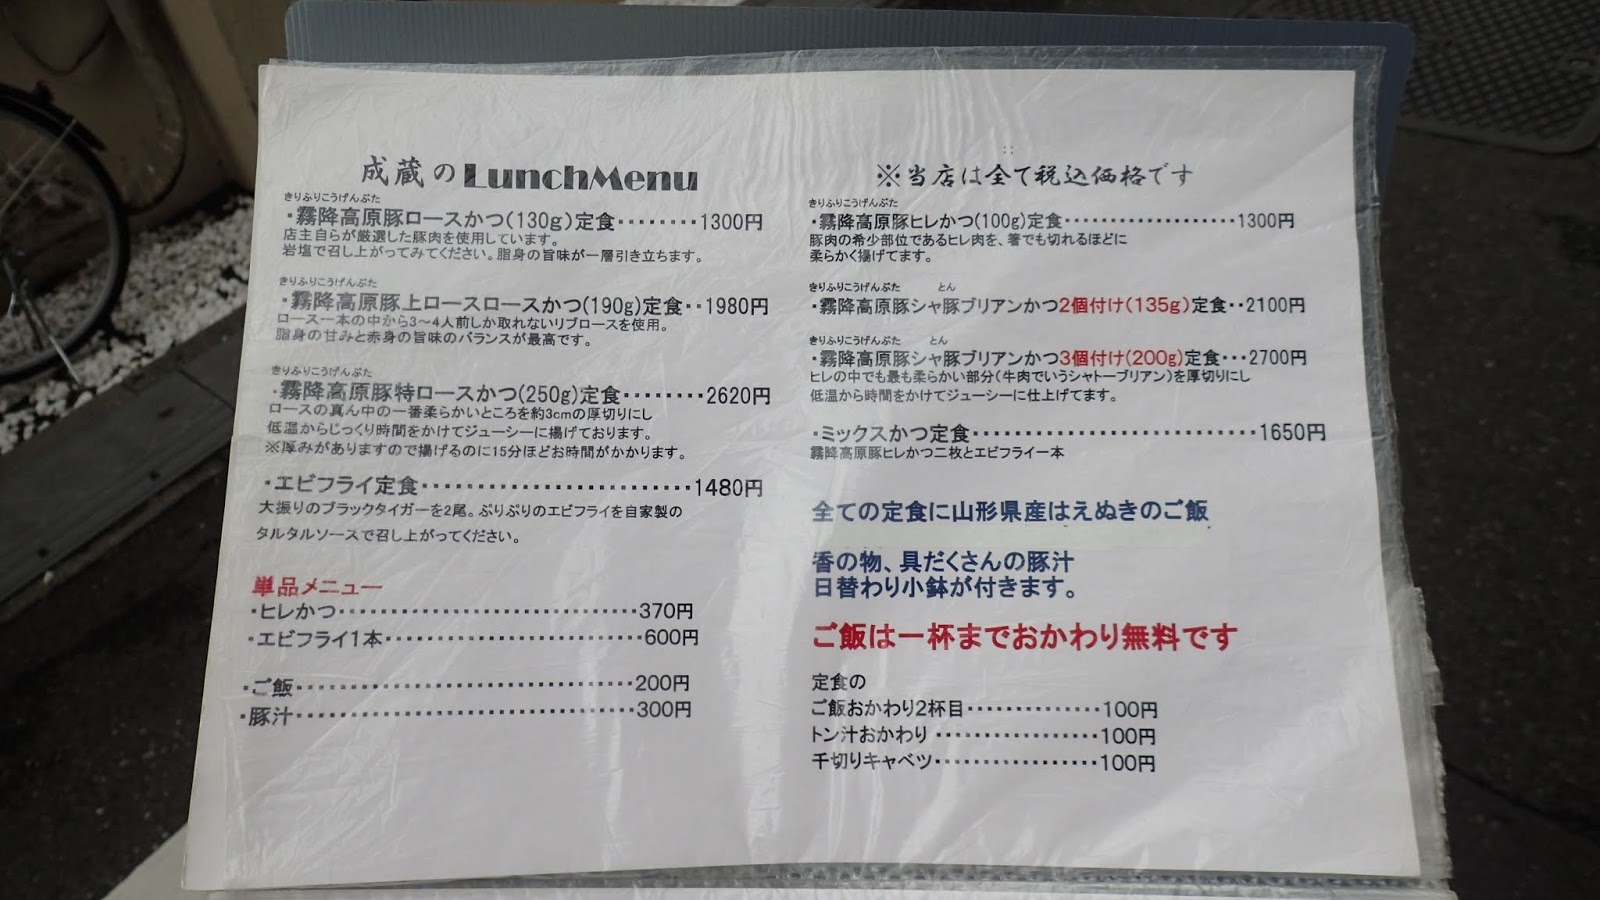 成蔵のLunchMenu
きりふりこうげんぶた
・霧降高原豚ロースかつ(130g)定食・・・・・・・・1300円
店主自らが厳選した豚肉を使用しています。
岩塩で召し上がってみてください。脂身の旨味が一層引き立ちます。
きりふりこうげんぶた
・霧降高原豚上ロースロースかつ(190g)定食・・1980円
ロース一本の中から3～4人前しか取れないリブロースを使用。
脂身の甘みと赤身の旨味のバランスが最高です。
きりふりこうげんぶた
・霧降高原豚特ロースかつ(250g)定食・・・・・・・・2620円
ロースの真ん中の一番柔らかいところを約3cmの厚切りにし
低温からじっくり時間をかけてジューシーに揚げております。
※厚みがありますので揚げるのに15分ほどお時間がかかります。
・エビフライ定食・・・・・・・・・・・・・・・・・・・・・・・・・・1480円
大振りのブラックタイガーを2尾。ぷりぷりのエビフライを自家製の
タルタルソースで召し上がってください。
単品メニュー
・ヒレかつ・・・・・・・・・・・・・・・・・・・・・・・・・・・・・370円
・エビフライ1本・・・・・・・・・・・・・・・・・・・・・・・・・600円
・ご飯・・・・・・・・・・・・・・・・・・・・・・・・・・・・・・・・200円
・豚汁・・・・・・・・・・・・・・・・・・・・・・・・・・・・・・・・300円
※当店は全て税込価格です
きりふりこうげんぶた
・霧降高原豚ヒレかつ(100g)定食・・・・・・・・・・・・・・・・・・・1300円
豚肉の希少部位であるヒレ肉を、箸でも切れるほどに
柔らかく揚げてます。
きりふりこうげんぶた とん
・霧降高原豚シャ豚ブリアンかつ2個付け(135g)定食・・2100円
きりふりこうげんぶた とん
・霧降高原豚シャ豚ブリアンかつ3個付け(200g)定食・・・2700円
ヒレの中でも最も柔らかい部分(牛肉でいうシャトーブリアン)を厚切りにし
低温から時間をかけてジューシーに仕上げてます。
・ミックスかつ定食・・・・・・・・・・・・・・・・・・・・・・・・・・・1650円
霧降高原豚ヒレかつ二枚とエビフライ一本
全ての定食に山形県産はえぬきのご飯
香の物、具だくさんの豚汁
日替わり小鉢が付きます。
ご飯は一杯までおかわり無料です
定食の
ご飯おかわり2杯目・・・・・・・・・・・・・・100円
トン汁おかわり・・・・・・・・・・・・・・・・・100円
千切りキャベツ・・・・・・・・・・・・・・・・・100円